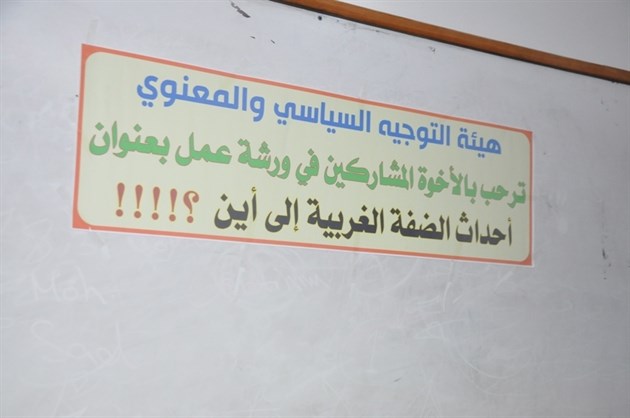 هيئة التوجيه السياسي والمعنوي
ترحب بالأخوة المشاركين في ورشة عمل بعنوان
أحداث الضفة الغربية إلى أين ؟!!!!